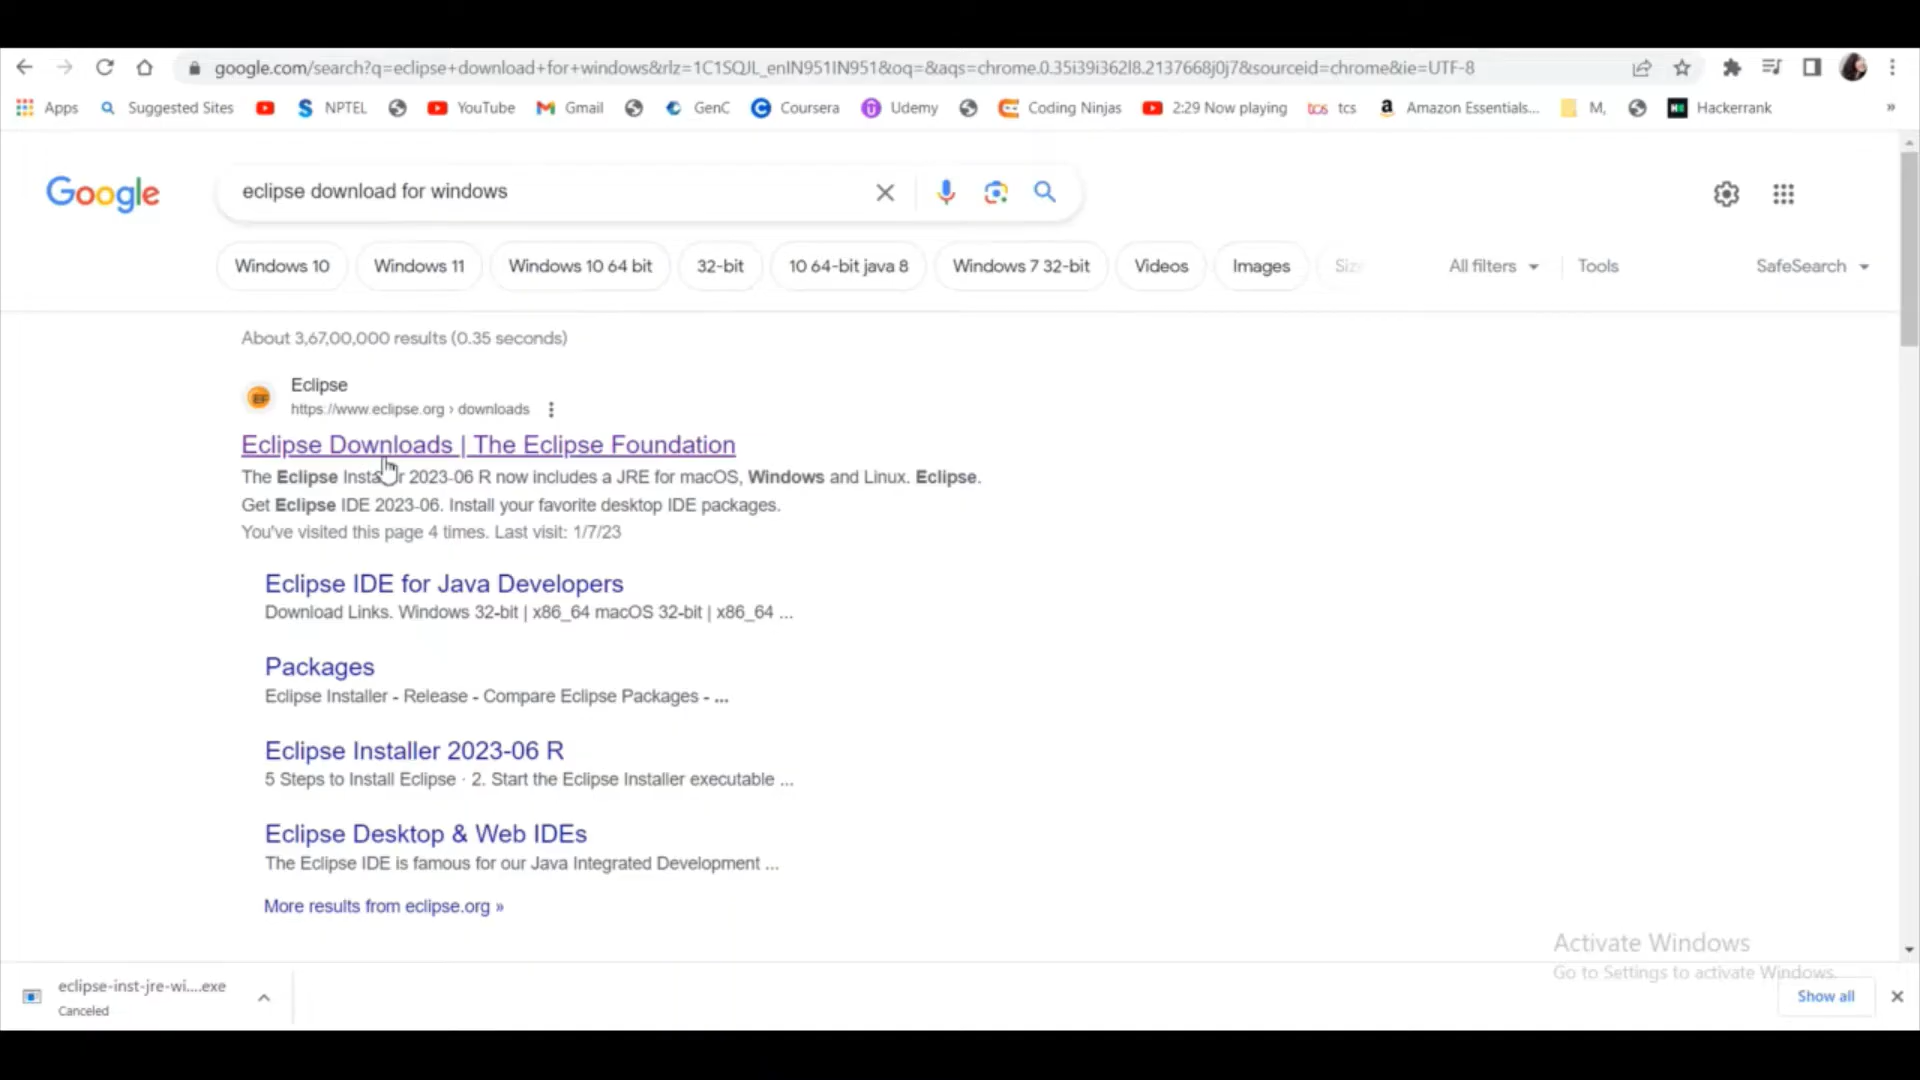 google.com/search?q=eclipse+download+for+windows&rlz=1C1SQJL_enIN951IN951&oq=&aqs=chrome.0.35i39i362l8.2137668j0j7&sourceid=chrome&ie=UTF-8
Apps Suggested Sites NPTEL YouTube Gmail GenC Coursera Udemy Coding Ninjas 2:29 Now playing tcs tcs Amazon Essentials... M, Hackerrank »
Google eclipse download for windows
Windows 10 Windows 11 Windows 10 64 bit 32-bit 10 64-bit java 8 Windows 7 32-bit Videos Images Size All filters Tools SafeSearch
About 3,67,00,000 results (0.35 seconds)
Eclipse
https://www.eclipse.org › downloads
Eclipse Downloads | The Eclipse Foundation
The Eclipse Installer 2023-06 R now includes a JRE for macOS, Windows and Linux. Eclipse.
Get Eclipse IDE 2023-06. Install your favorite desktop IDE packages.
You've visited this page 4 times. Last visit: 1/7/23
Eclipse IDE for Java Developers
Download Links. Windows 32-bit | x86_64 macOS 32-bit | x86_64 ...
Packages
Eclipse Installer - Release - Compare Eclipse Packages - ...
Eclipse Installer 2023-06 R
5 Steps to Install Eclipse · 2. Start the Eclipse Installer executable ...
Eclipse Desktop & Web IDEs
The Eclipse IDE is famous for our Java Integrated Development ...
More results from eclipse.org »
Activate Windows
Go to Settings to activate Windows.
eclipse-inst-jre-wi....exe
Canceled
Show all